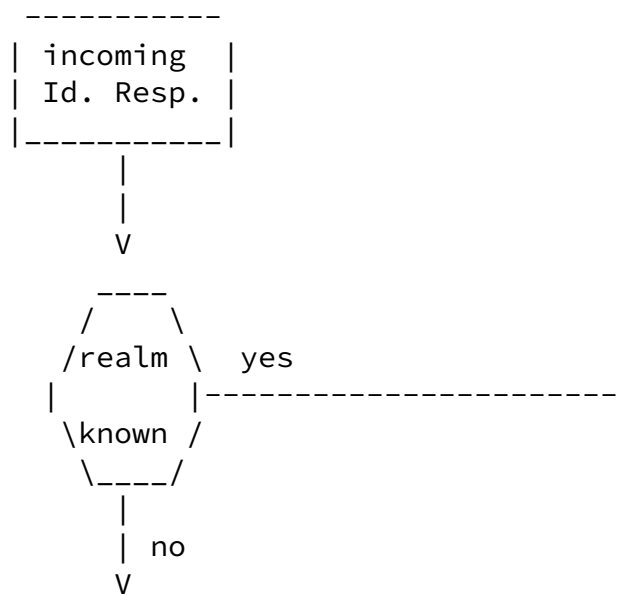 incoming
Id. Resp.
realm yes
known
no
V